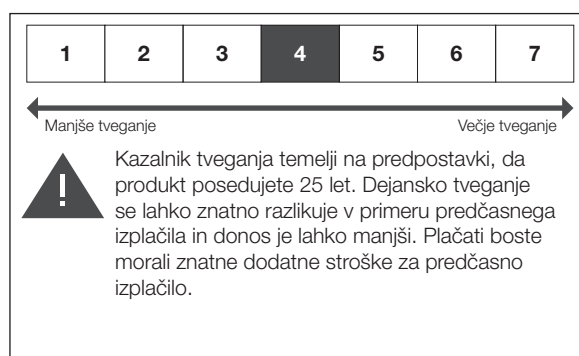 1 2 3 4 5 6 7
Manjše tveganje Večje tveganje
!
Kazalnik tveganja temelji na predpostavki, da
produkt posedujete 25 let. Dejansko tveganje
se lahko znatno razlikuje v primeru predčasnega
izplačila in donos je lahko manjši. Plačati boste
morali znatne dodatne stroške za predčasno
izplačilo.